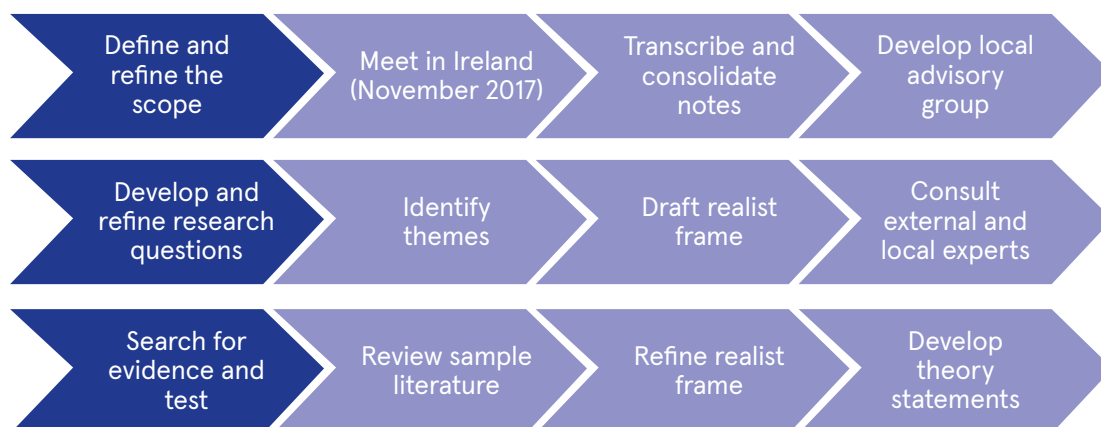 Define and
refine the
scope
Meet in Ireland
(November 2017)
Transcribe and
consolidate
notes
Develop local
advisory
group
Develop and
refine research
questions
Identify
themes
Draft realist
frame
Consult
external and
local experts
Search for
evidence and
test
Review sample
literature
Refine realist
frame
Develop
theory
statements